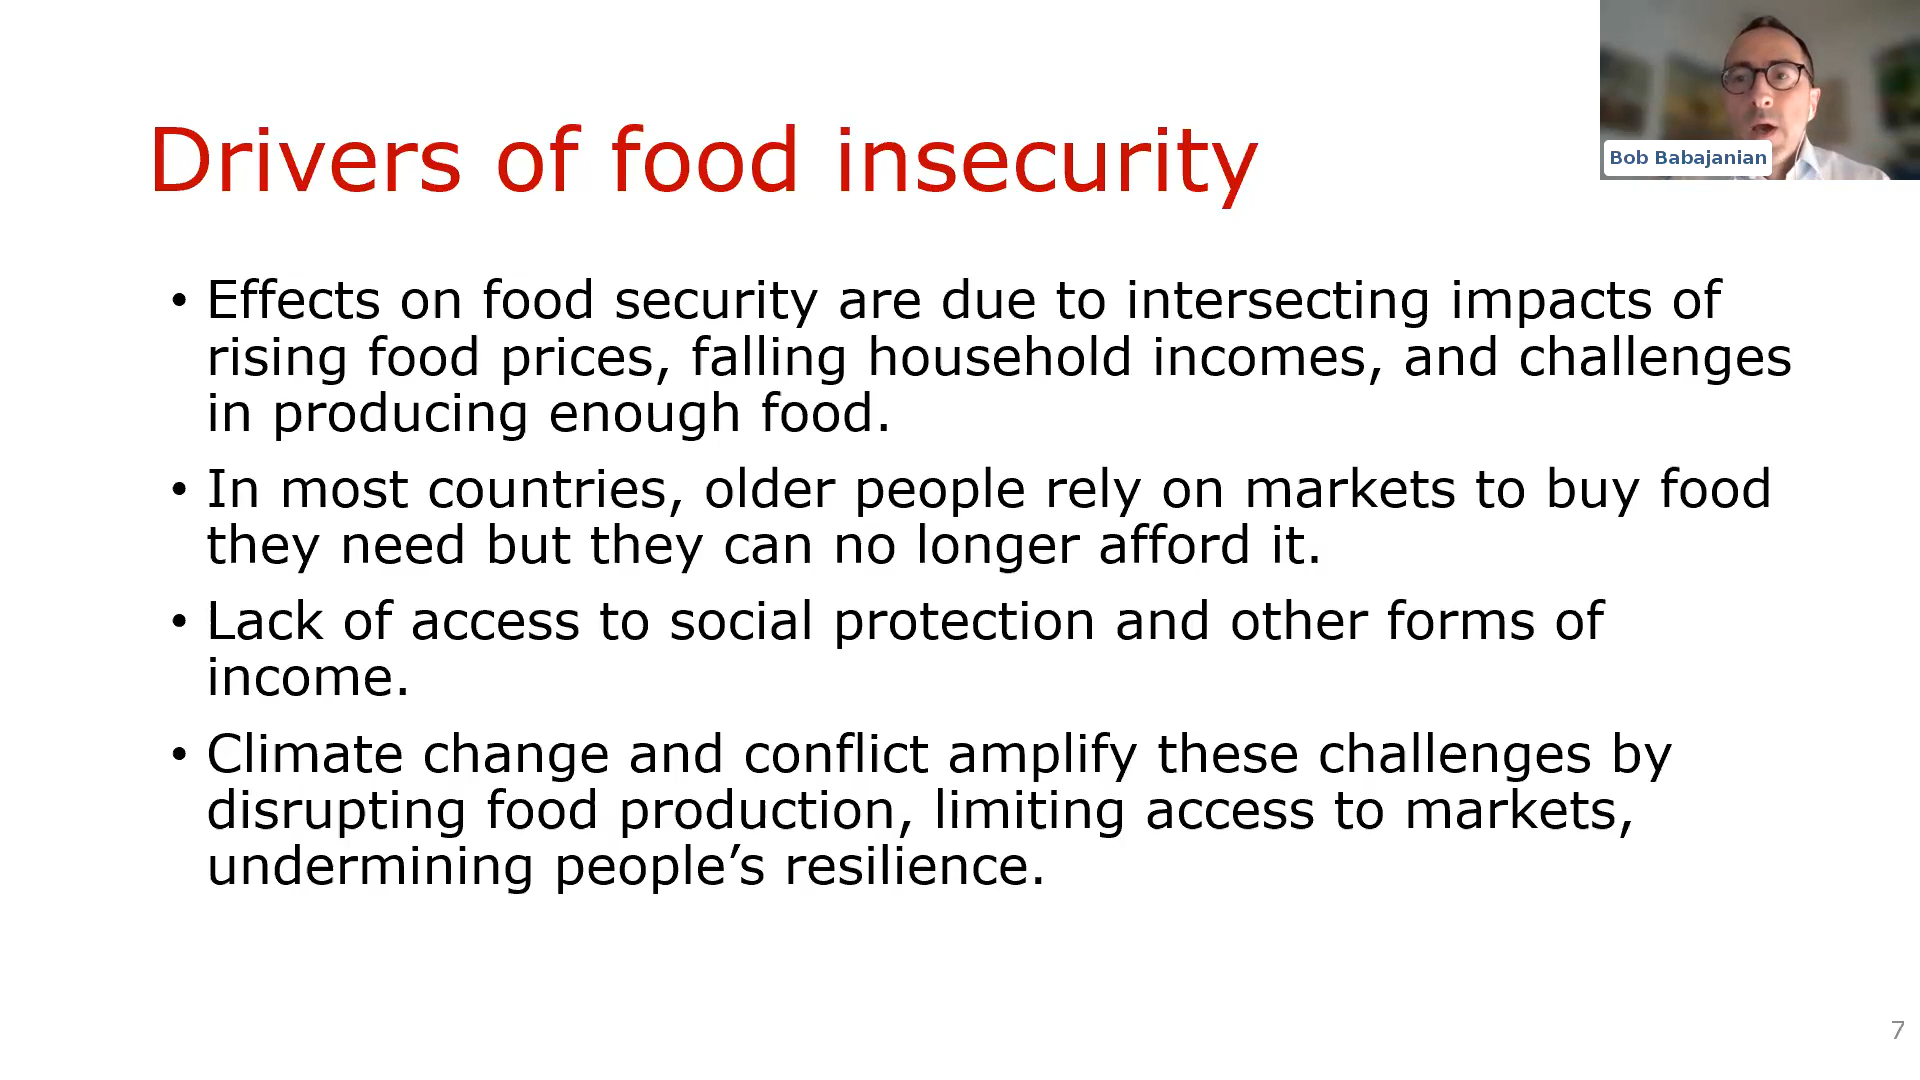 Bob Babajanian
Drivers of food insecurity
• Effects on food security are due to intersecting impacts of
rising food prices, falling household incomes, and challenges
in producing enough food.
• In most countries, older people rely on markets to buy food
they need but they can no longer afford it.
• Lack of access to social protection and other forms of
income.
• Climate change and conflict amplify these challenges by
disrupting food production, limiting access to markets,
undermining people’s resilience.
7